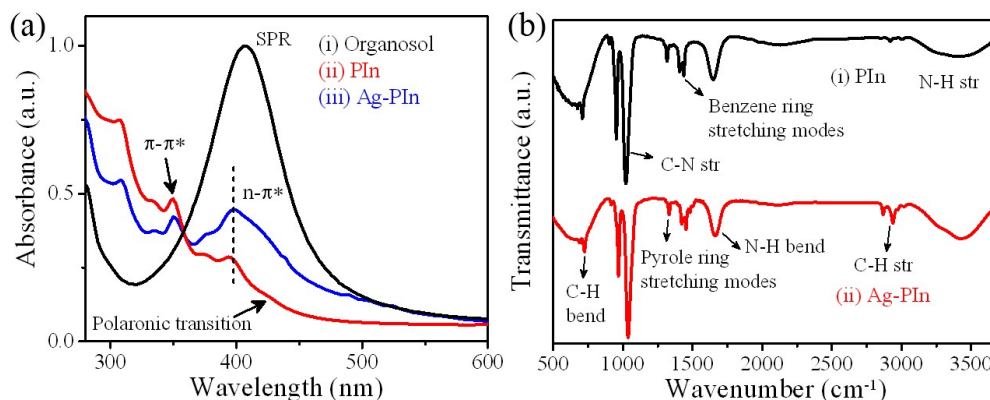 (a)
SPR
(i) Organosol
(ii) PIn
(iii) Ag-PIn
π-π*
n-π*
Polaronic transition
1.0
0.5
0.0
300
400
500
600
Absorbance (a.u.)
Wavelength (nm)
(b)
(i) PIn
N-H str
Benzene ring
stretching modes
C-N str
Pyrole ring
stretching modes
N-H bend
C-H str
C-H
bend
(ii) Ag-PIn
500
1000
1500
2000
2500
3000
3500
Transmittance (a.u.)
Wavenumber (cm⁻¹)